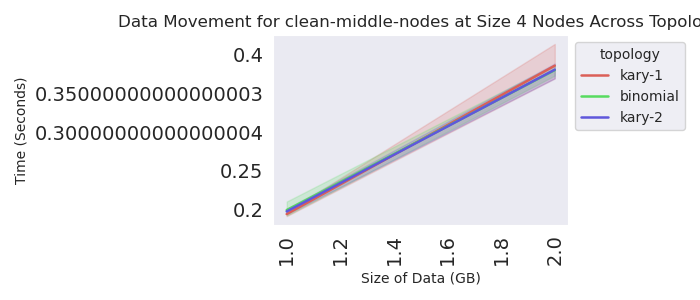 Data Movement for clean-middle-nodes at Size 4 Nodes Across Topolo
Time (Seconds)
0.4
0.35000000000000003
0.30000000000000004
0.25
0.2
1.0
1.2
1.4
1.6
1.8
2.0
Size of Data (GB)
topology
kary-1
binomial
kary-2